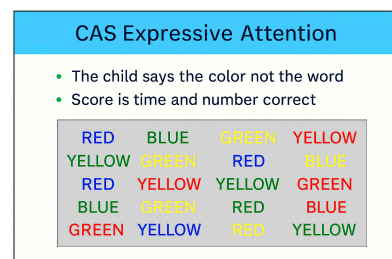 CAS Expressive Attention
• The child says the color not the word
• Score is time and number correct
RED BLUE GREEN YELLOW
YELLOW GREEN RED BLUE
RED YELLOW YELLOW GREEN
BLUE GREEN RED BLUE
GREEN YELLOW RED YELLOW